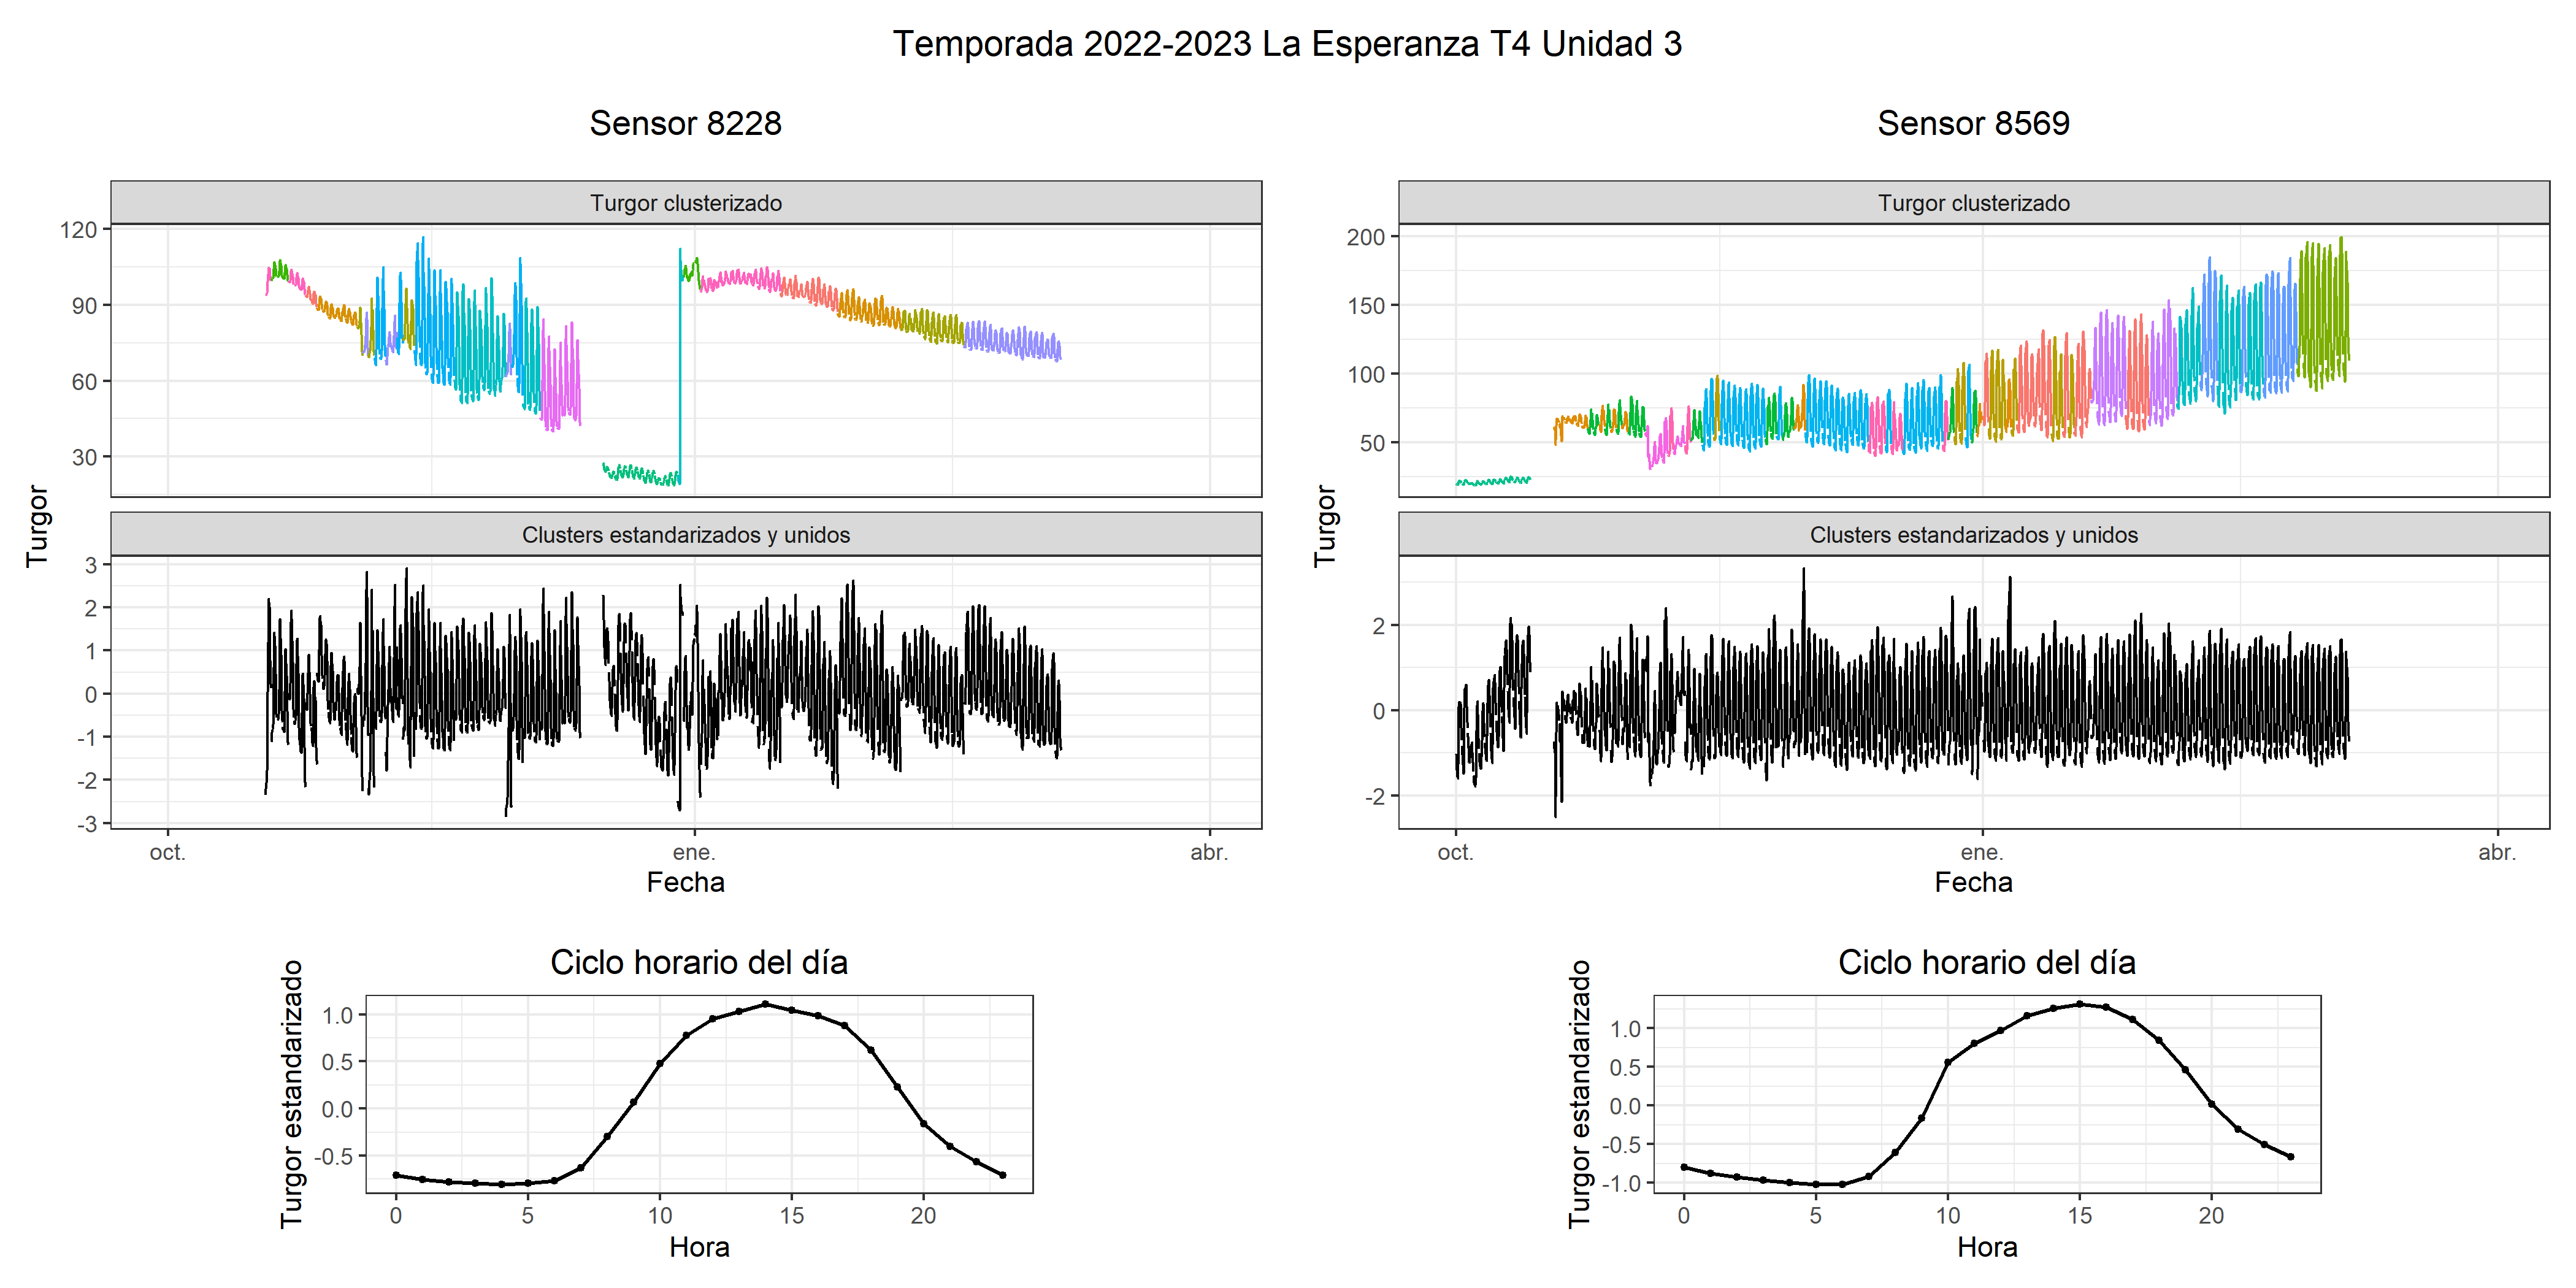 Temporada 2022-2023 La Esperanza T4 Unidad 3
Sensor 8228
Turgor clusterizado
120
90
60
30
Turgor
Clusters estandarizados y unidos
3
2
1
0
-1
-2
-3
oct.
ene.
abr.
Fecha
Ciclo horario del día
Turgor estandarizado
1.0
0.5
0.0
-0.5
0
5
10
15
20
Hora
Sensor 8569
Turgor clusterizado
200
150
100
50
Turgor
Clusters estandarizados y unidos
2
0
-2
oct.
ene.
abr.
Fecha
Ciclo horario del día
Turgor estandarizado
1.0
0.5
0.0
-0.5
-1.0
0
5
10
15
20
Hora